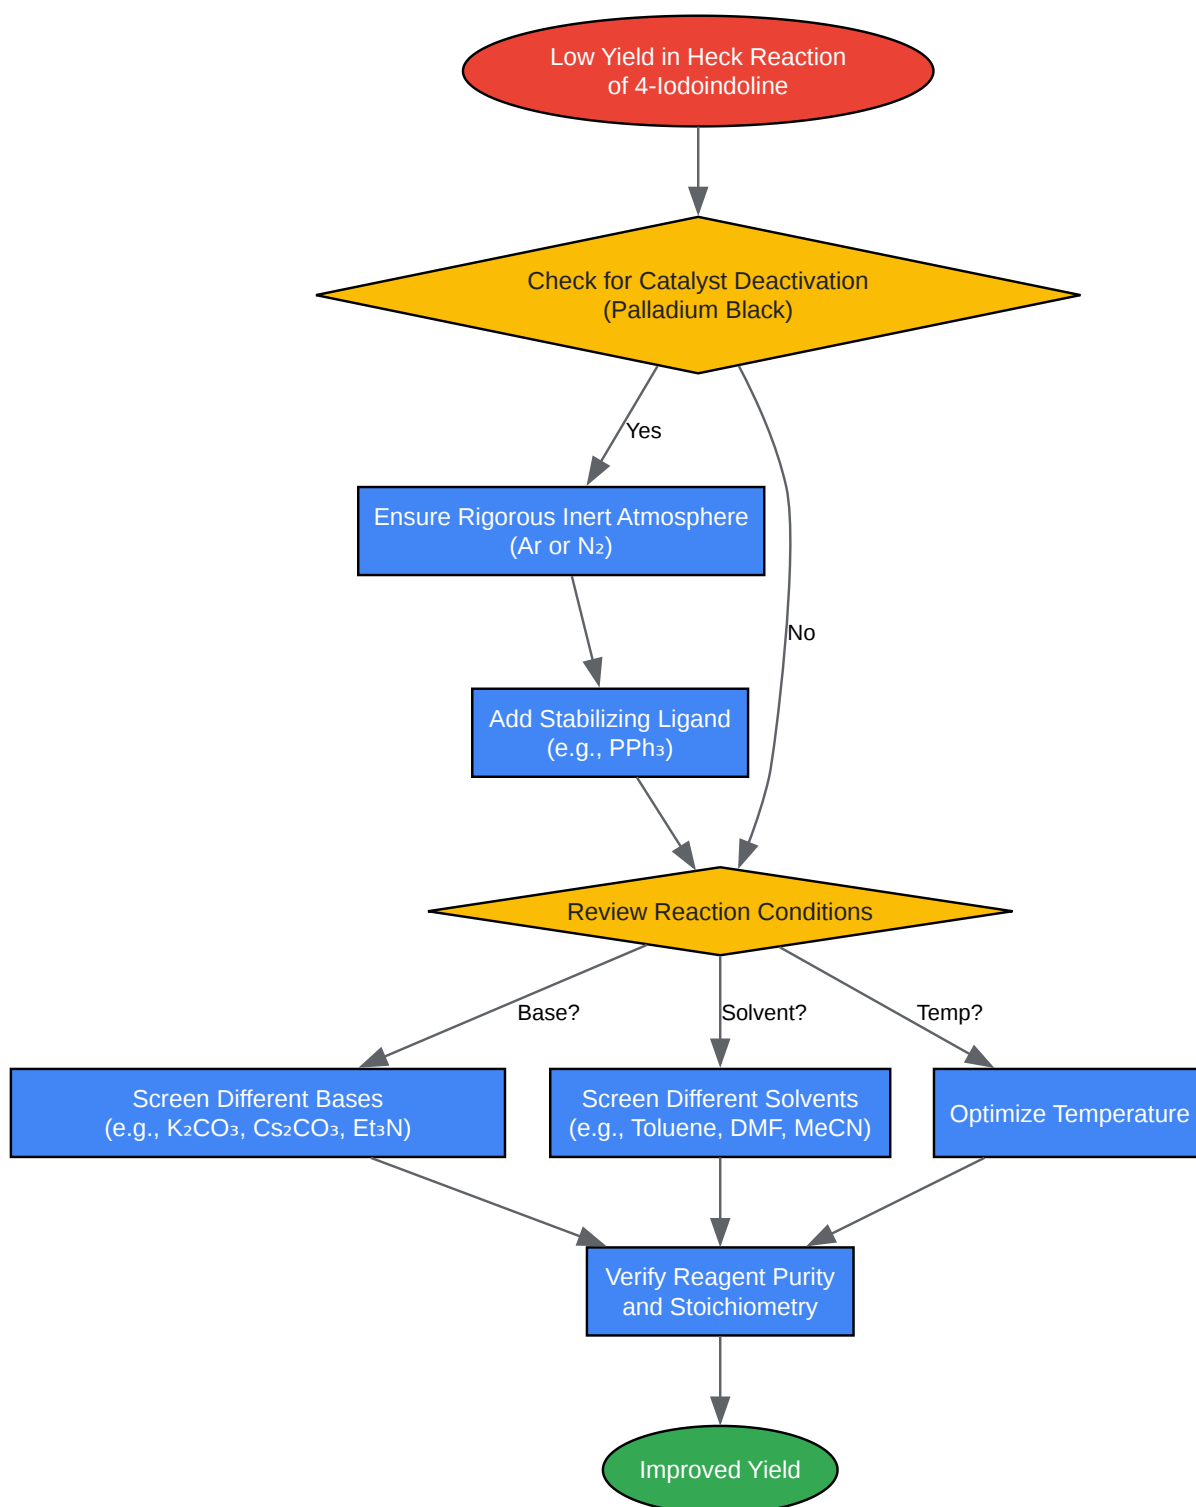 Low Yield in Heck Reaction
of 4-Iodoindoline
Check for Catalyst Deactivation
(Palladium Black)
Yes
Ensure Rigorous Inert Atmosphere
(Ar or N₂)
No
Add Stabilizing Ligand
(e.g., PPh₃)
Review Reaction Conditions
Base?
Solvent?
Temp?
Screen Different Bases
(e.g., K₂CO₃, Cs₂CO₃, Et₃N)
Screen Different Solvents
(e.g., Toluene, DMF, MeCN)
Optimize Temperature
Verify Reagent Purity
and Stoichiometry
Improved Yield